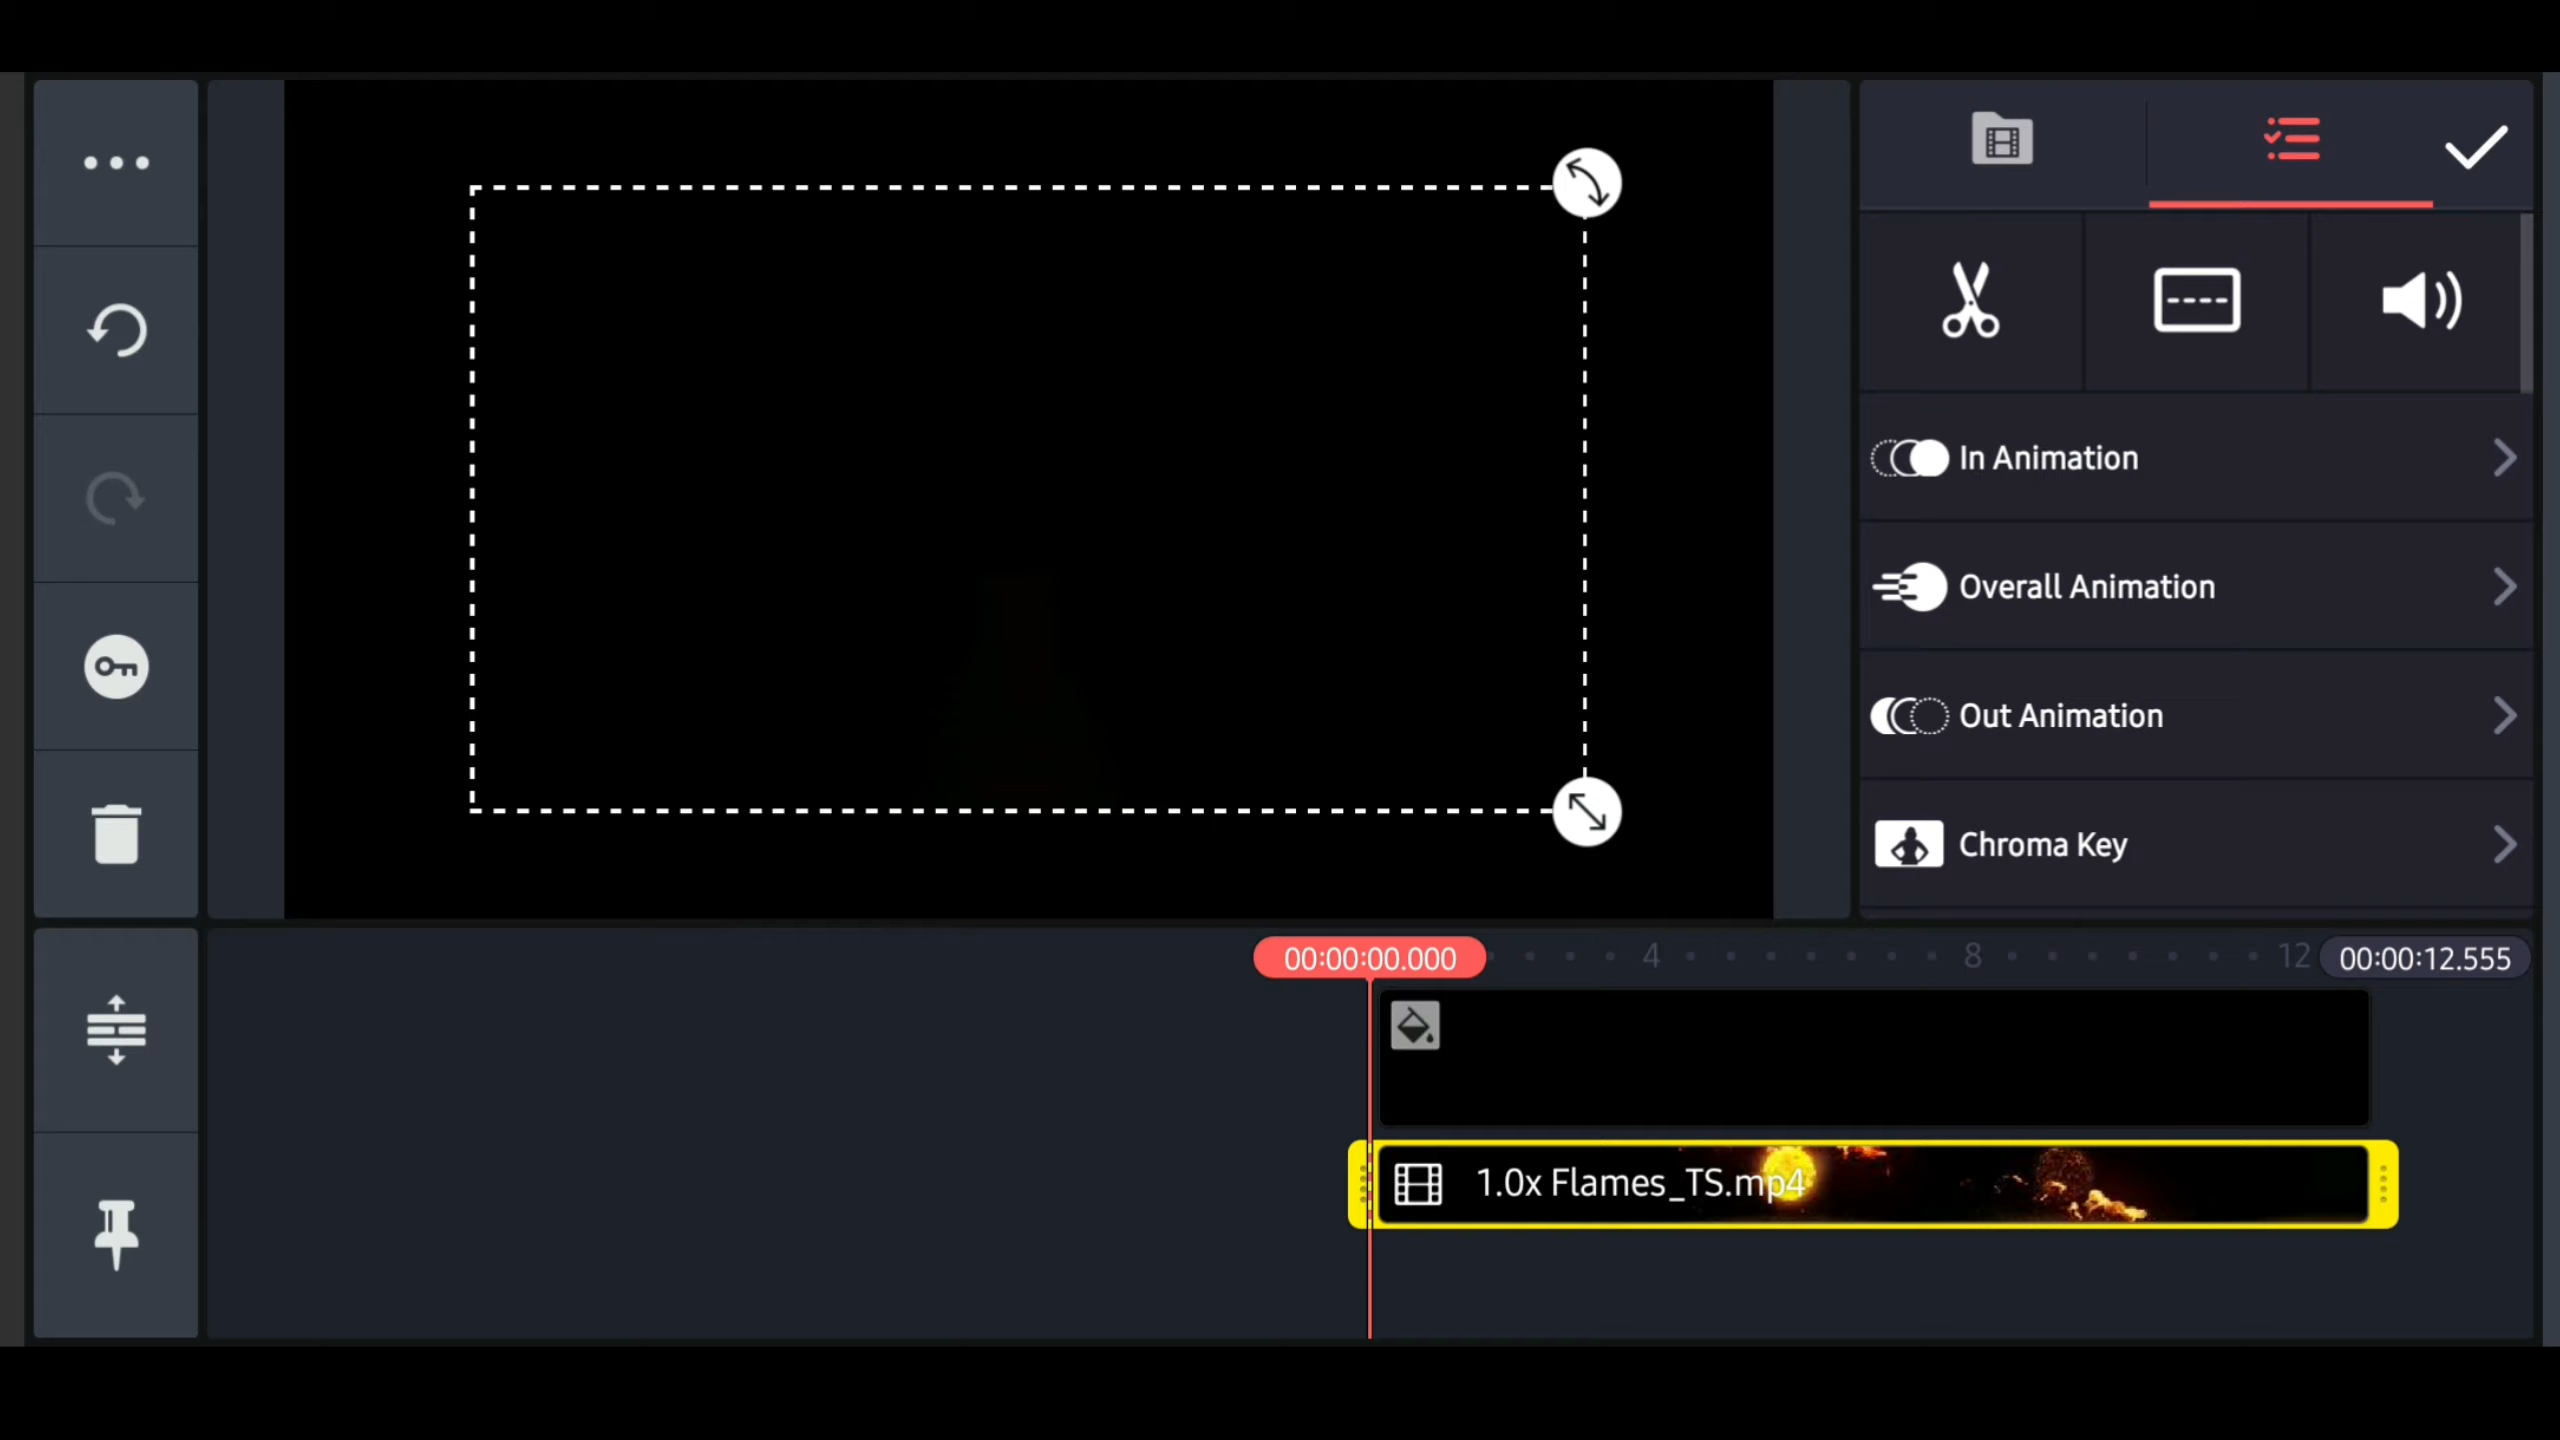 In Animation
Overall Animation
Out Animation
Chroma Key
00:00:00.000
4
8
12
00:00:12.555
1.0x Flames_TS.mp4